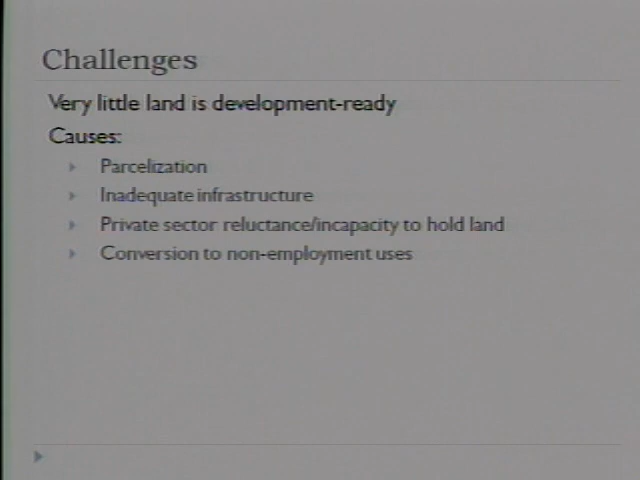 Challenges
Very little land is development-ready
Causes:
Parcelization
Inadequate infrastructure
Private sector reluctance/incapacity to hold land
Conversion to non-employment uses